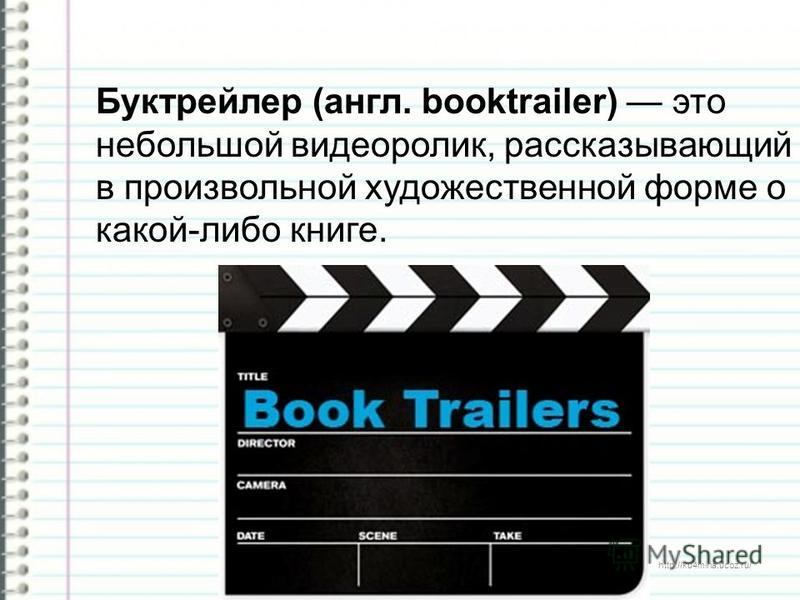 Буктрейлер (англ. booktrailer) — это
небольшой видеоролик, рассказывающий
в произвольной художественной форме о
какой-либо книге.
TITLE
Book Trailers
DIRECTOR
CAMERA
DATE SCENE TAKE
MyShared